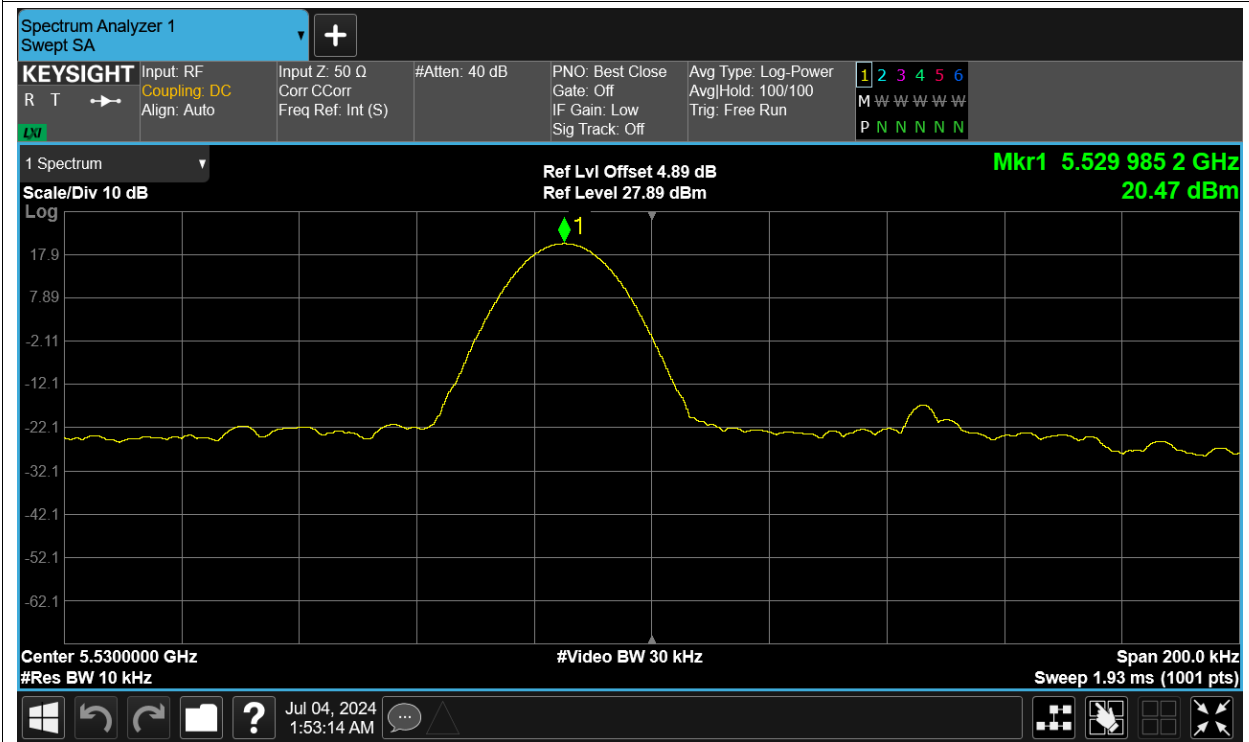 Spectrum Analyzer 1
Swept SA
+
KEYSIGHT
R T
LXI
Input: RF
Coupling: DC
Align: Auto
Input Z: 50 Ω
Corr CCorr
Freq Ref: Int (S)
#Atten: 40 dB
PNO: Best Close
Gate: Off
IF Gain: Low
Sig Track: Off
Avg Type: Log-Power
Avg|Hold: 100/100
Trig: Free Run
1 2 3 4 5 6
M W W W W W
P N N N N N
1 Spectrum
Scale/Div 10 dB
Log
Ref Lvl Offset 4.89 dB
Ref Level 27.89 dBm
Mkr1 5.529 985 2 GHz
20.47 dBm
1
17.9
7.89
-2.11
-12.1
-22.1
-32.1
-42.1
-52.1
-62.1
Center 5.5300000 GHz
#Res BW 10 kHz
#Video BW 30 kHz
Span 200.0 kHz
Sweep 1.93 ms (1001 pts)
?
Jul 04, 2024
1:53:14 AM